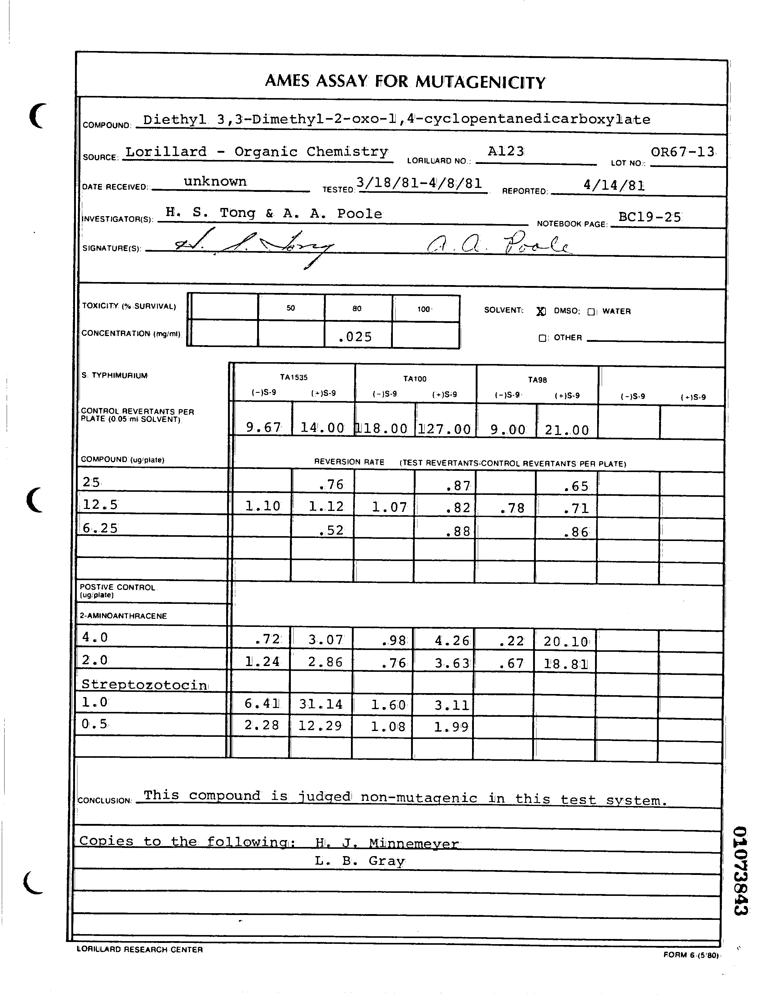 AMES ASSAY FOR MUTAGENICITY
COMPOUND: Diethyl 3,3-Dimethyl-2-oxo-1,4-cyclopentanedicarboxylate
SOURCE: Lorillard - Organic Chemistry LORILLARD NO.: A123 LOT NO.: OR67-13
DATE RECEIVED: unknown TESTED 3/18/81-4/8/81 REPORTED: 4/14/81
INVESTIGATOR(S): H. S. Tong & A. A. Poole NOTEBOOK PAGE: BC19-25
SIGNATURE(S): H. S. Tong A. A. Poole
TOXICITY (% SURVIVAL) 50 80 100 SOLVENT: X DMSO; WATER
CONCENTRATION (mg/ml) .025 OTHER
S. TYPHIMURIUM TA1535 TA100 TA98
(-)S-9 (+)S-9 (-)S-9 (+)S-9 (-)S-9 (+)S-9 (-)S-9 (+)S-9
CONTROL REVERTANTS PER
PLATE (0.05 ml SOLVENT) 9.67 14.00 118.00 127.00 9.00 21.00
COMPOUND (ug/plate) REVERSION RATE (TEST REVERTANTS-CONTROL REVERTANTS PER PLATE)
25 .76 .87 .65
12.5 1.10 1.12 1.07 .82 .78 .71
6.25 .52 .88 .86
POSTIVE CONTROL
(ug/plate)
2-AMINOANTHRACENE
4.0 .72 3.07 .98 4.26 .22 20.10
2.0 1.24 2.86 .76 3.63 .67 18.81
Streptozotocin
1.0 6.41 31.14 1.60 3.11
0.5 2.28 12.29 1.08 1.99
CONCLUSION: This compound is judged non-mutagenic in this test system.
Copies to the following: H. J. Minnemeyer
L. B. Gray
01073843
LORILLARD RESEARCH CENTER
FORM 6 (5/80)